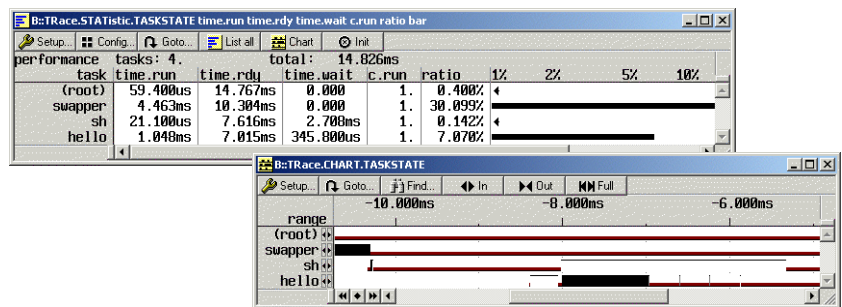 B::TRace.STATistic.TASKSTATE time.run time.rdy time.wait c.run ratio bar
Setup... Config... Goto... List all Chart Init
performance tasks: 4. total: 14.826ms
task time.run time.rdy time.wait c.run ratio 1% 2% 5% 10%
(root) 59.400us 14.767ms 0.000 1. 0.400%
swapper 4.463ms 10.304ms 0.000 1. 30.099%
sh 21.100us 7.616ms 2.708ms 1. 0.142%
hello 1.048ms 7.015ms 345.800us 1. 7.070%
B::TRace.CHART.TASKSTATE
Setup... Goto... Find... In Out Full
-10.000ms -8.000ms -6.000ms
range
(root)
swapper
sh
hello